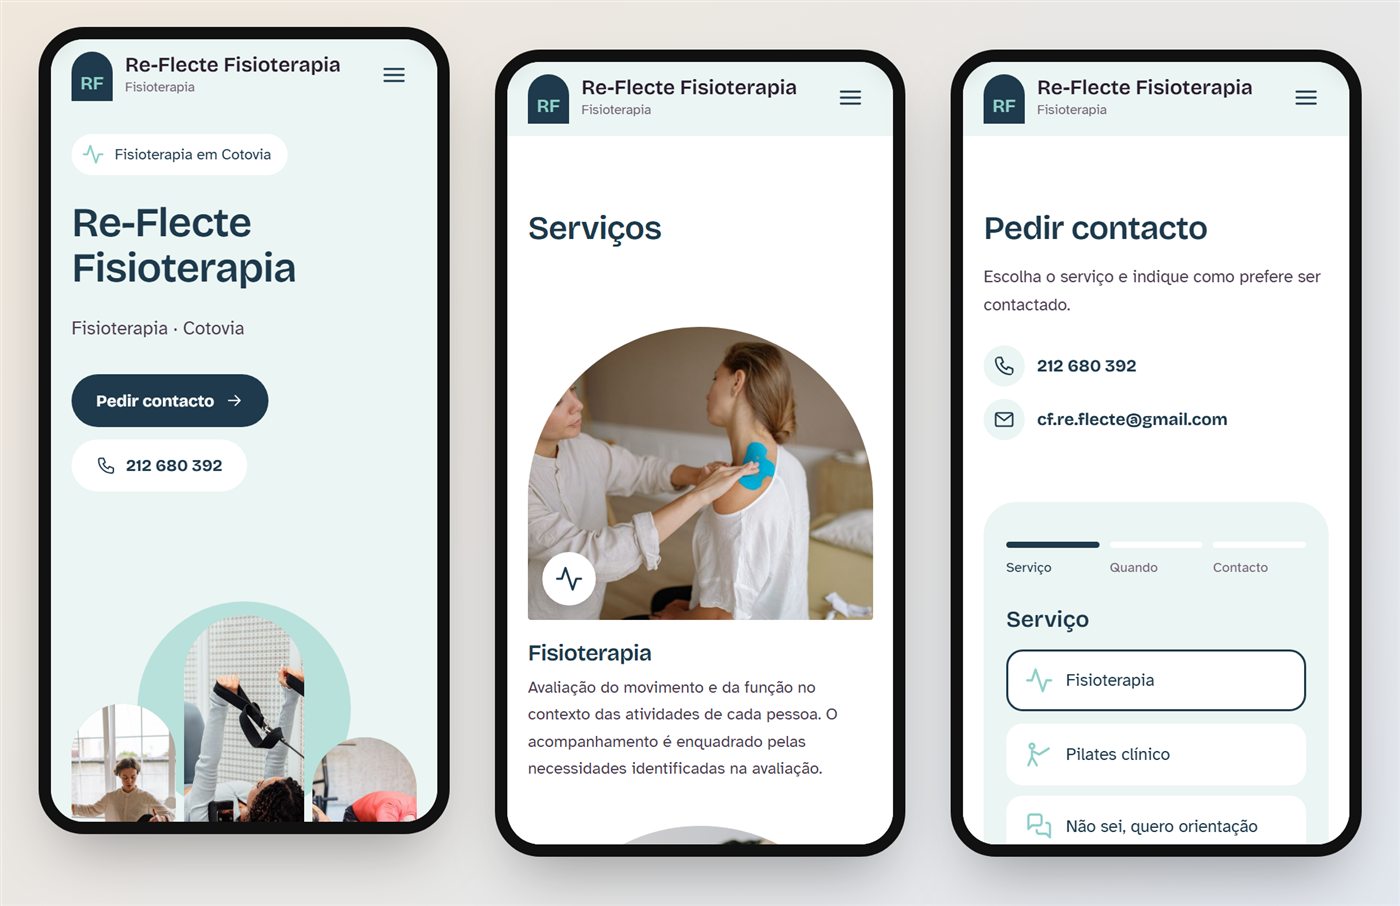 RF
Re-Flecte Fisioterapia
Fisioterapia
Fisioterapia em Cotovia
Re-Flecte
Fisioterapia
Fisioterapia · Cotovia
Pedir contacto
212 680 392
RF
Re-Flecte Fisioterapia
Fisioterapia
Serviços
Fisioterapia
Avaliação do movimento e da função no
contexto das atividades de cada pessoa. O
acompanhamento é enquadrado pelas
necessidades identificadas na avaliação.
RF
Re-Flecte Fisioterapia
Fisioterapia
Pedir contacto
Escolha o serviço e indique como prefere ser
contactado.
212 680 392
cf.re.flecte@gmail.com
Serviço
Quando
Contacto
Serviço
Fisioterapia
Pilates clínico
Não sei, quero orientação